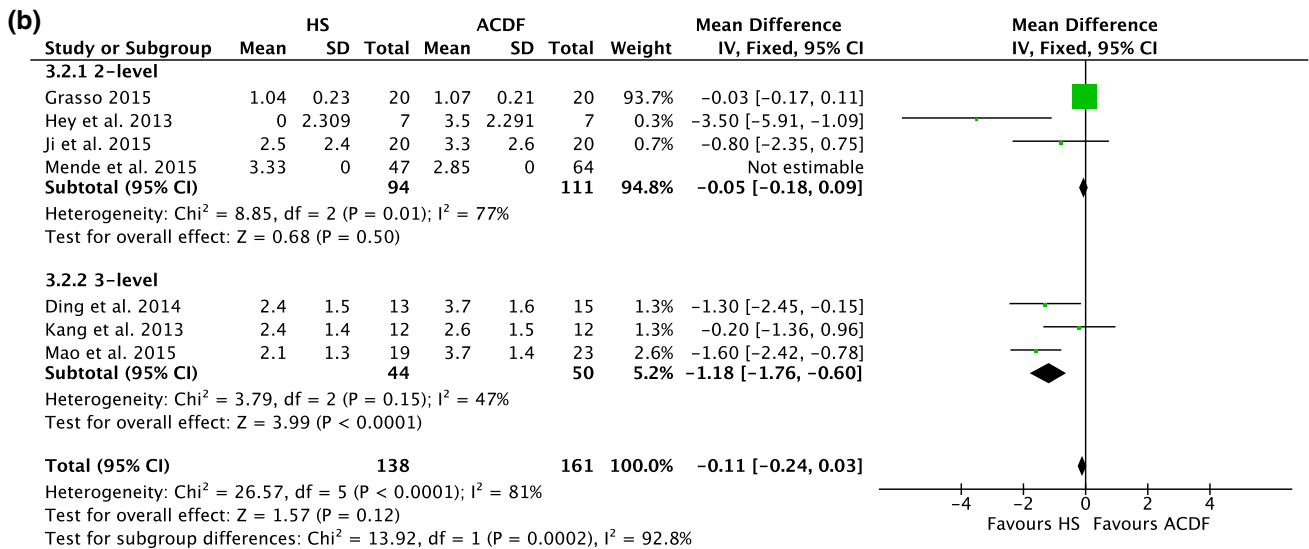 (b)
HS ACDF Mean Difference Mean Difference
Study or Subgroup Mean SD Total Mean SD Total Weight IV, Fixed, 95% CI IV, Fixed, 95% CI
3.2.1 2-level
Grasso 2015 1.04 0.23 20 1.07 0.21 20 93.7% -0.03 [-0.17, 0.11]
Hey et al. 2013 0 2.309 7 3.5 2.291 7 0.3% -3.50 [-5.91, -1.09]
Ji et al. 2015 2.5 2.4 20 3.3 2.6 20 0.7% -0.80 [-2.35, 0.75]
Mende et al. 2015 3.33 0 47 2.85 0 64 Not estimable
Subtotal (95% CI) 94 111 94.8% -0.05 [-0.18, 0.09]
Heterogeneity: Chi² = 8.85, df = 2 (P = 0.01); I² = 77%
Test for overall effect: Z = 0.68 (P = 0.50)
3.2.2 3-level
Ding et al. 2014 2.4 1.5 13 3.7 1.6 15 1.3% -1.30 [-2.45, -0.15]
Kang et al. 2013 2.4 1.4 12 2.6 1.5 12 1.3% -0.20 [-1.36, 0.96]
Mao et al. 2015 2.1 1.3 19 3.7 1.4 23 2.6% -1.60 [-2.42, -0.78]
Subtotal (95% CI) 44 50 5.2% -1.18 [-1.76, -0.60]
Heterogeneity: Chi² = 3.79, df = 2 (P = 0.15); I² = 47%
Test for overall effect: Z = 3.99 (P < 0.0001)
Total (95% CI) 138 161 100.0% -0.11 [-0.24, 0.03]
Heterogeneity: Chi² = 26.57, df = 5 (P < 0.0001); I² = 81%
Test for overall effect: Z = 1.57 (P = 0.12)
Test for subgroup differences: Chi² = 13.92, df = 1 (P = 0.0002), I² = 92.8%
-4 -2 0 2 4
Favours HS Favours ACDF